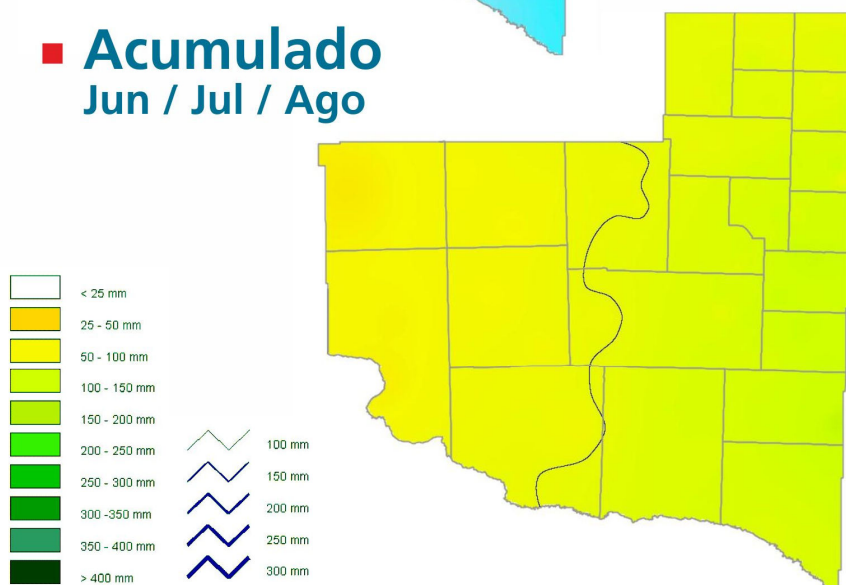 Acumulado
Jun / Jul / Ago
< 25 mm
25 - 50 mm
50 - 100 mm
100 - 150 mm
150 - 200 mm
200 - 250 mm
250 - 300 mm
300 -350 mm
350 - 400 mm
> 400 mm
100 mm
150 mm
200 mm
250 mm
300 mm